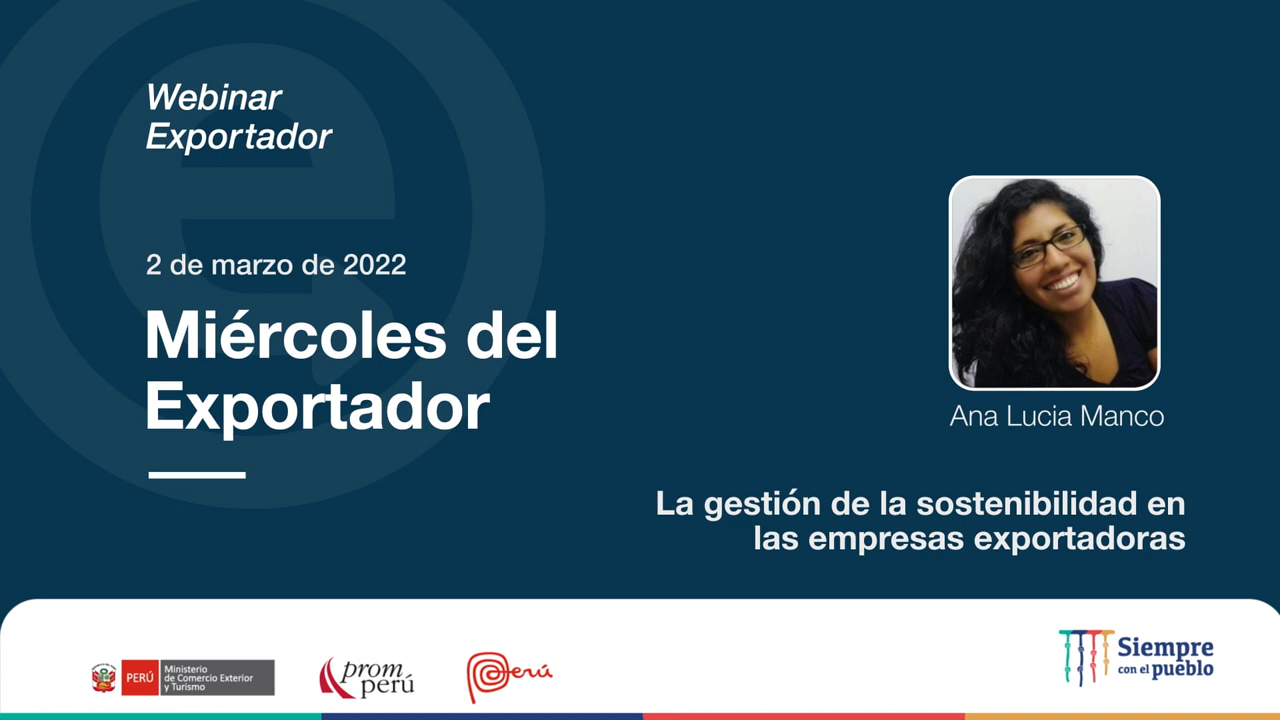 Webinar
Exportador
2 de marzo de 2022
Miércoles del
Exportador
Ana Lucia Manco
La gestión de la sostenibilidad en
las empresas exportadoras
PERÚ
Ministerio
de Comercio Exterior
y Turismo
prom
perú
Perú
Siempre
con el pueblo